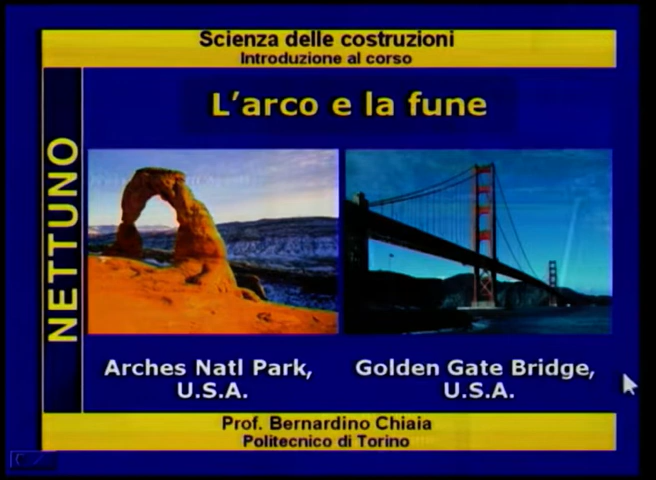 Scienza delle costruzioni
Introduzione al corso
L'arco e la fune
NETTUNO
Arches Natl Park,
U.S.A.
Golden Gate Bridge,
U.S.A.
Prof. Bernardino Chiaia
Politecnico di Torino